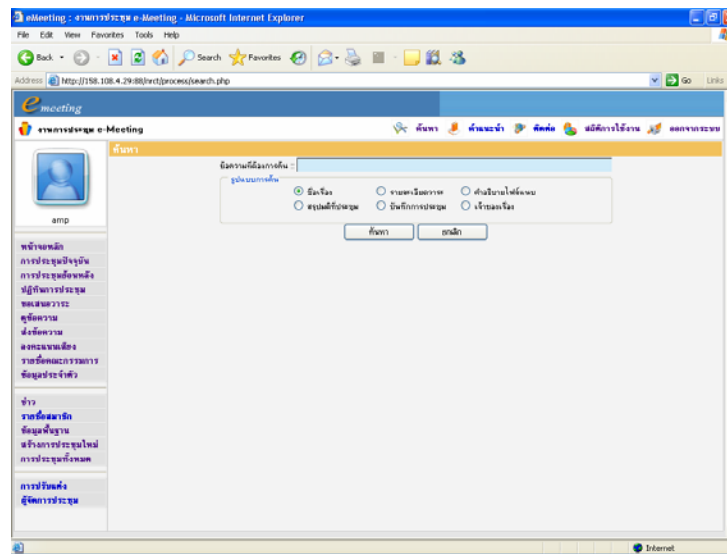 eMeeting : งานการประชุม e-Meeting - Microsoft Internet Explorer
File Edit View Favorites Tools Help
Back Search Favorites
Address http://158.108.4.29:88/nrct/process/search.php Go Links
emeeting
งานการประชุม e-Meeting ค้นหา คำแนะนำ ติดต่อ สถิติการใช้งาน ออกจากระบบ
ค้นหา
ข้อความที่ต้องการค้น :
รูปแบบการค้น
ชื่อเรื่อง รายละเอียดวาระ คำอธิบายไฟล์แนบ
สรุปมติที่ประชุม บันทึกการประชุม เจ้าของเรื่อง
ค้นหา ยกเลิก
amp
หน้าจอหลัก
การประชุมปัจจุบัน
การประชุมย้อนหลัง
ปฏิทินการประชุม
ขอเสนอวาระ
ดูข้อความ
ส่งข้อความ
ลงคะแนนเสียง
รายชื่อคณะกรรมการ
ข้อมูลประจำตัว
ข่าว
รายชื่อสมาชิก
ข้อมูลพื้นฐาน
สร้างการประชุมใหม่
การประชุมทั้งหมด
การปรับแต่ง
ผู้จัดการประชุม
Internet